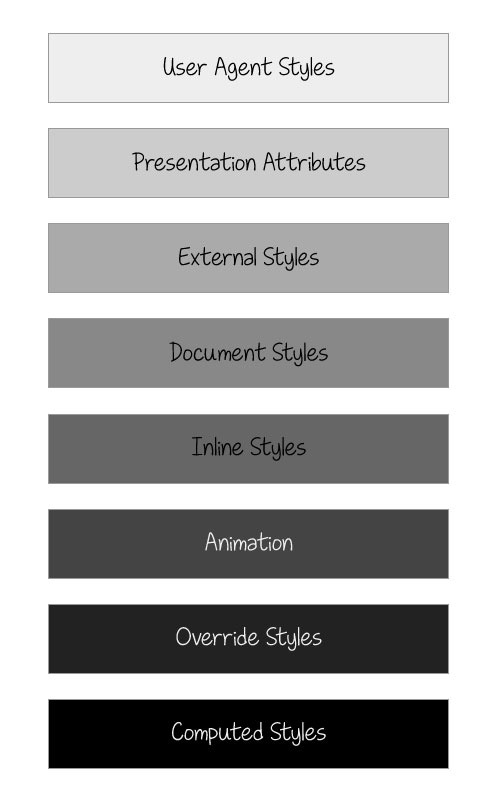 User Agent Styles
Presentation Attributes
External Styles
Document Styles
Inline Styles
Animation
Override Styles
Computed Styles